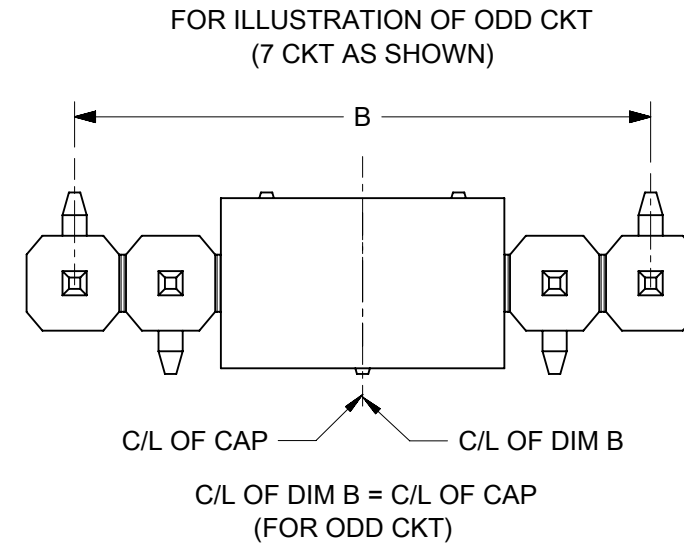 FOR ILLUSTRATION OF ODD CKT
(7 CKT AS SHOWN)
B
C/L OF CAP
C/L OF DIM B
C/L OF DIM B = C/L OF CAP
(FOR ODD CKT)